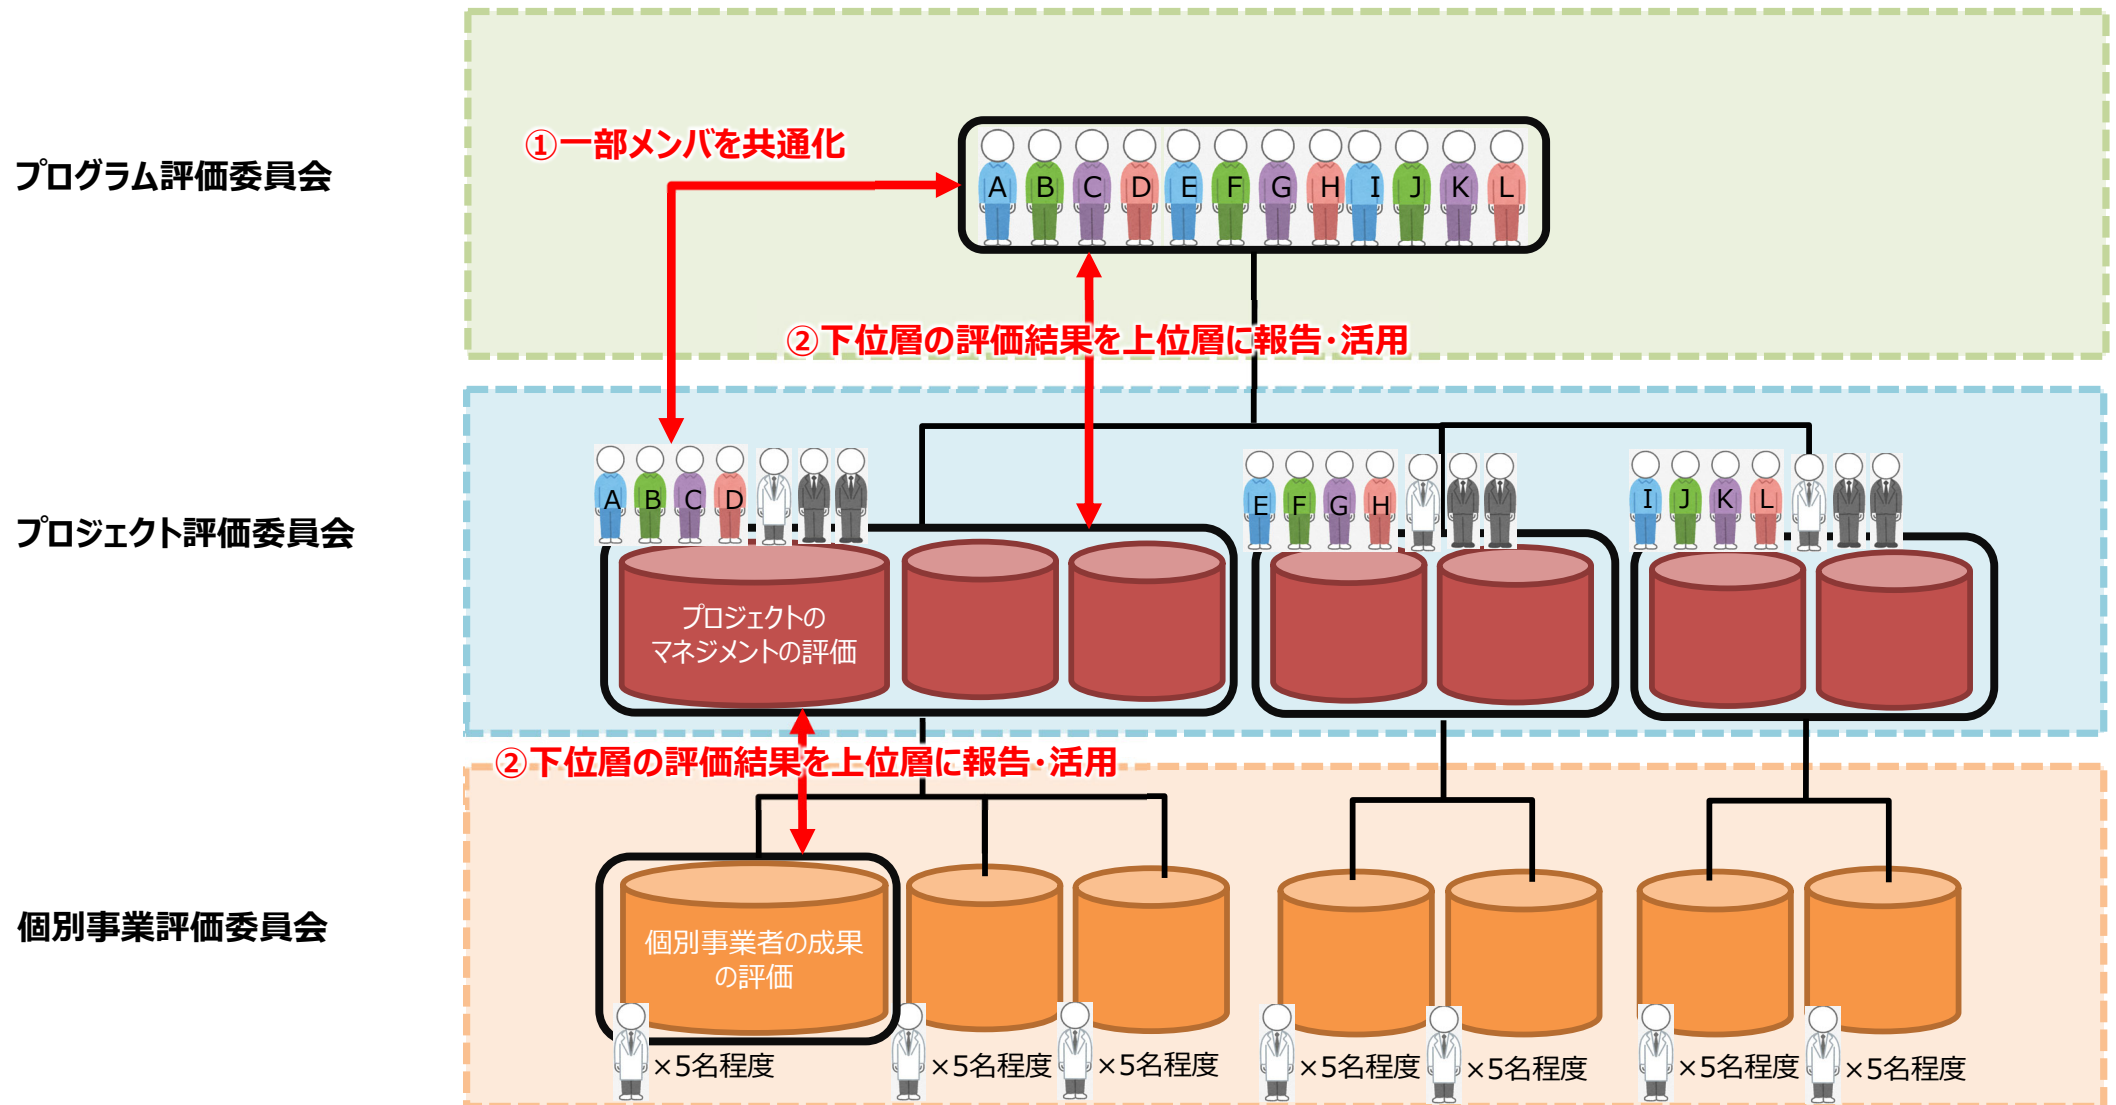 ①一部メンバを共通化
プログラム評価委員会
A B C D E F G H I J K L
②下位層の評価結果を上位層に報告・活用
プロジェクト評価委員会
A B C D
E F G H
I J K L
プロジェクトの
マネジメントの評価
②下位層の評価結果を上位層に報告・活用
個別事業評価委員会
個別事業者の成果
の評価
×5名程度
×5名程度
×5名程度
×5名程度
×5名程度
×5名程度
×5名程度